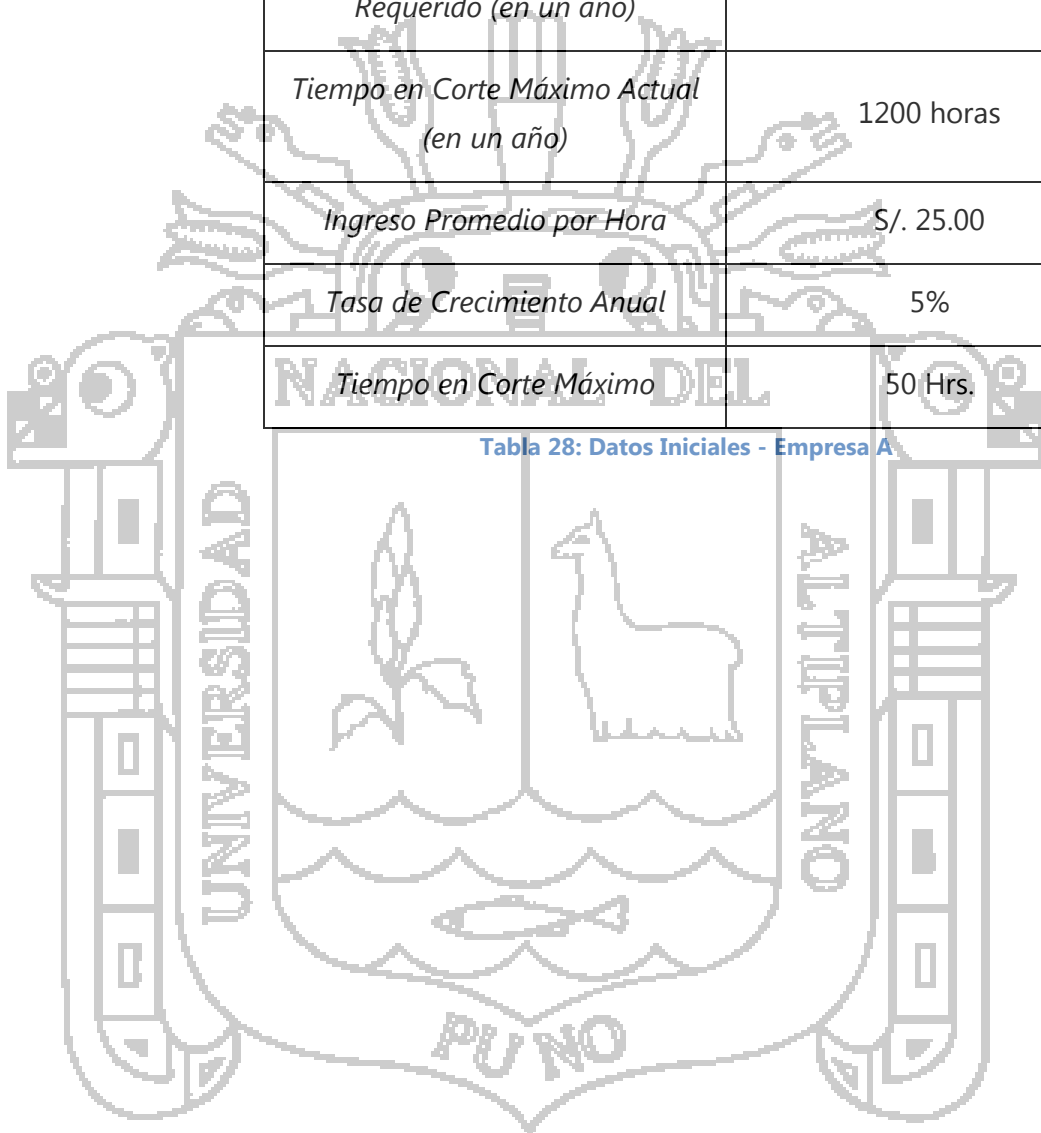 Requerido (en un año)
Tiempo en Corte Máximo Actual
(en un año)
1200 horas
Ingreso Promedio por Hora
S/. 25.00
Tasa de Crecimiento Anual
5%
Tiempo en Corte Máximo
50 Hrs.
Tabla 28: Datos Iniciales - Empresa A
NACIONAL DEL
UNIVERSIDAD
ALTIPLANO
PUNO